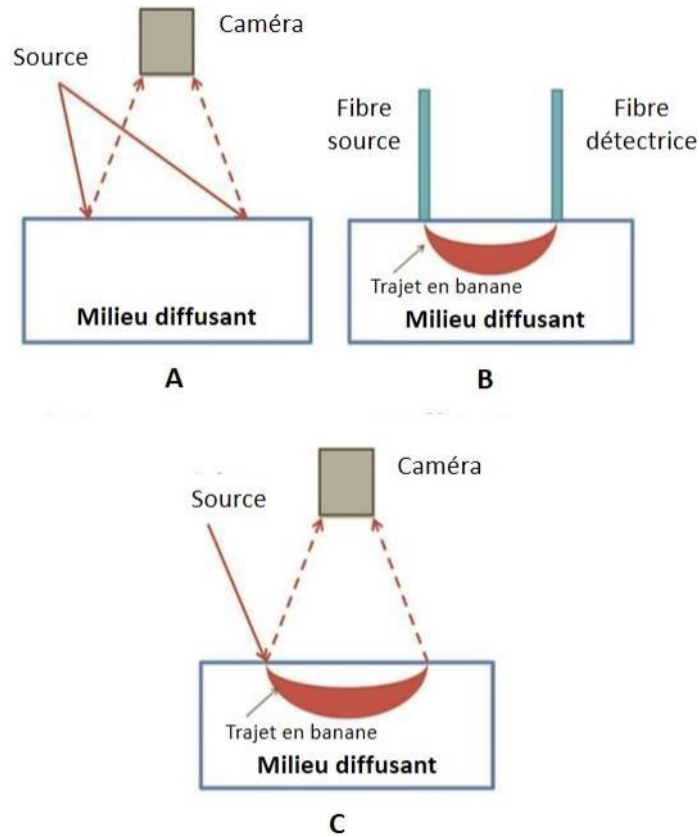 Caméra
Source
Fibre
source
Fibre
détectrice
Trajet en banane
Milieu diffusant
Milieu diffusant
A
B
Caméra
Source
Trajet en banane
Milieu diffusant
C